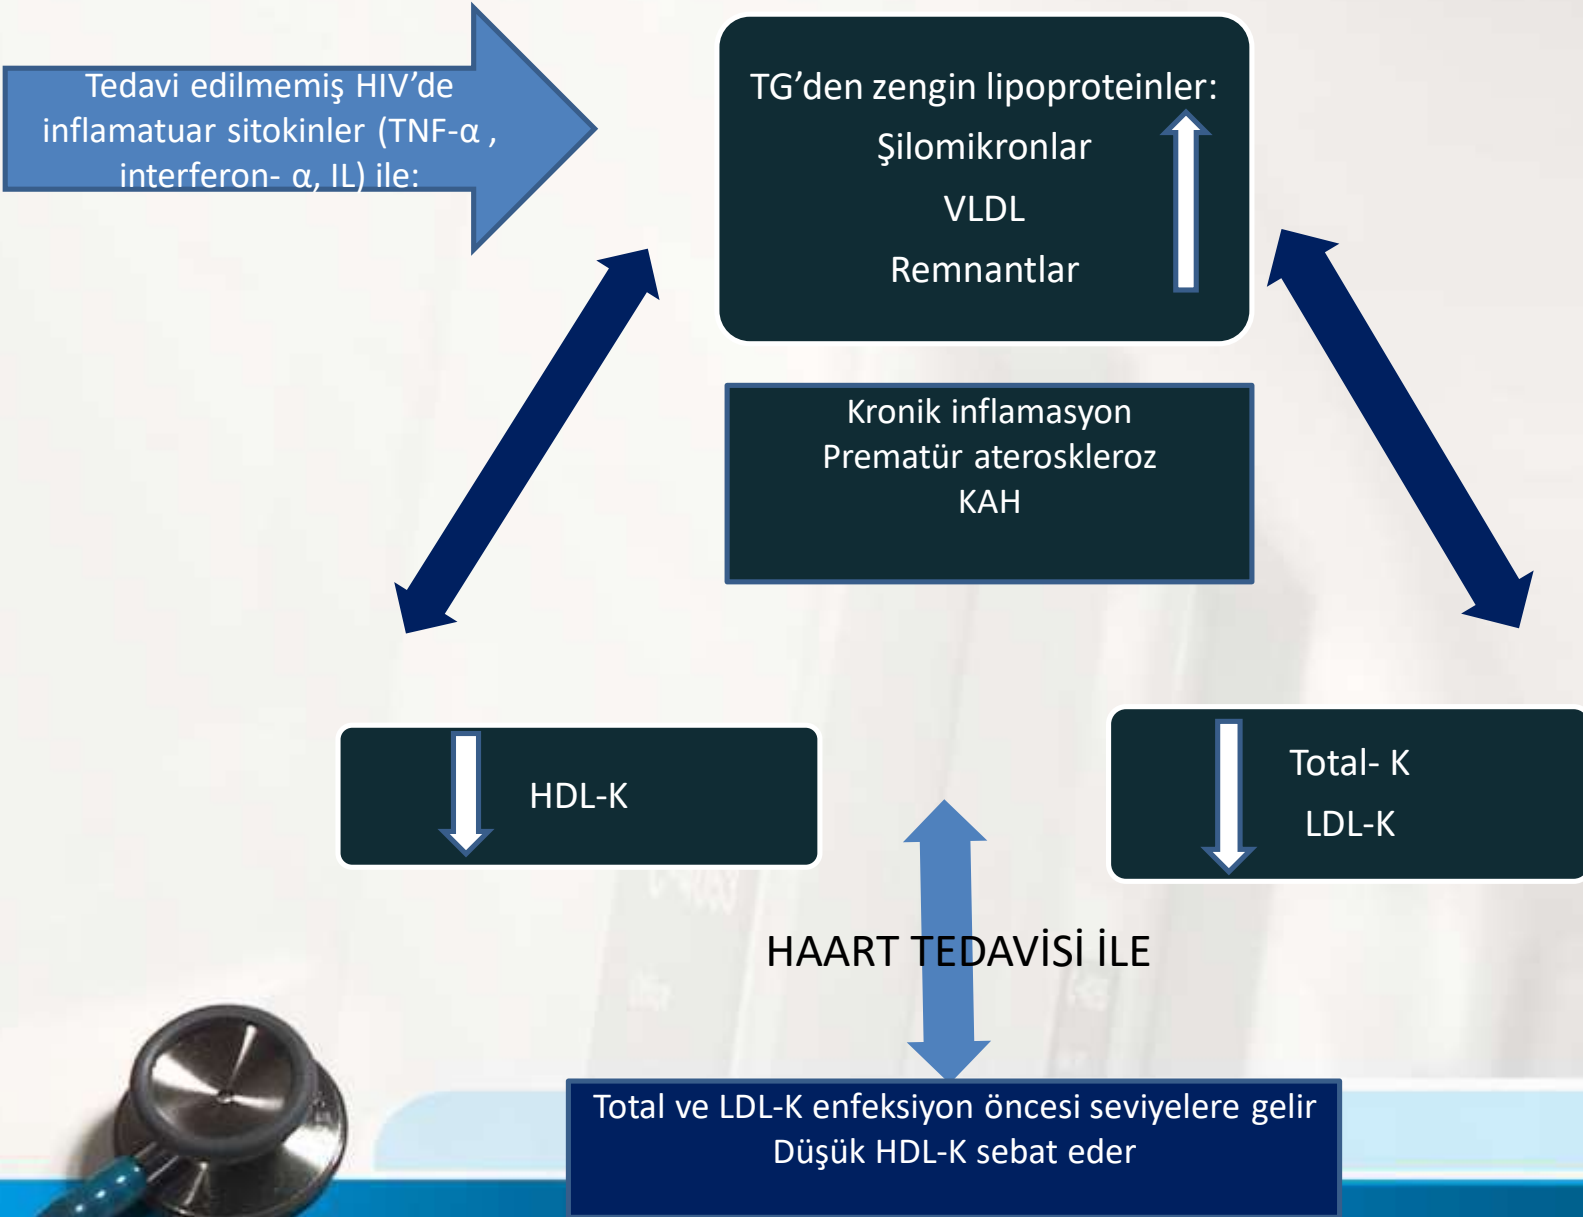 Tedavi edilmemiş HIV’de
inflamatuar sitokinler (TNF-α ,
interferon- α, IL) ile:
TG’den zengin lipoproteinler:
Şilomikronlar
VLDL
Remnantlar
Kronik inflamasyon
Prematür ateroskleroz
KAH
HDL-K
Total- K
LDL-K
HAART TEDAVİSİ İLE
Total ve LDL-K enfeksiyon öncesi seviyelere gelir
Düşük HDL-K sebat eder